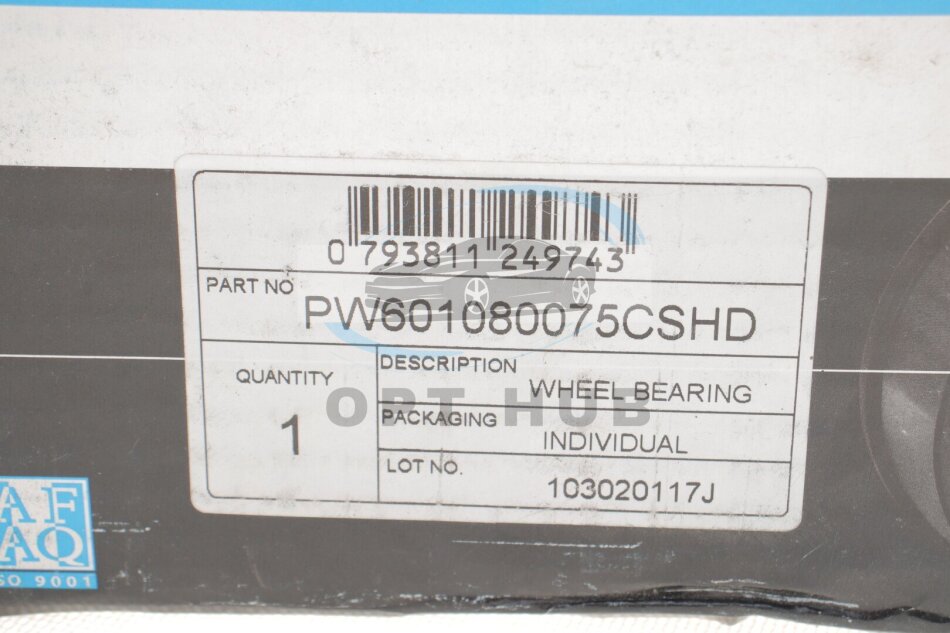 0 793811 249743
PART NO
PW601080075CSHD
QUANTITY
1
DESCRIPTION
WHEEL BEARING
PACKAGING
INDIVIDUAL
LOT NO.
103020117J
OPT HUB
AF
AQ
ISO 9001